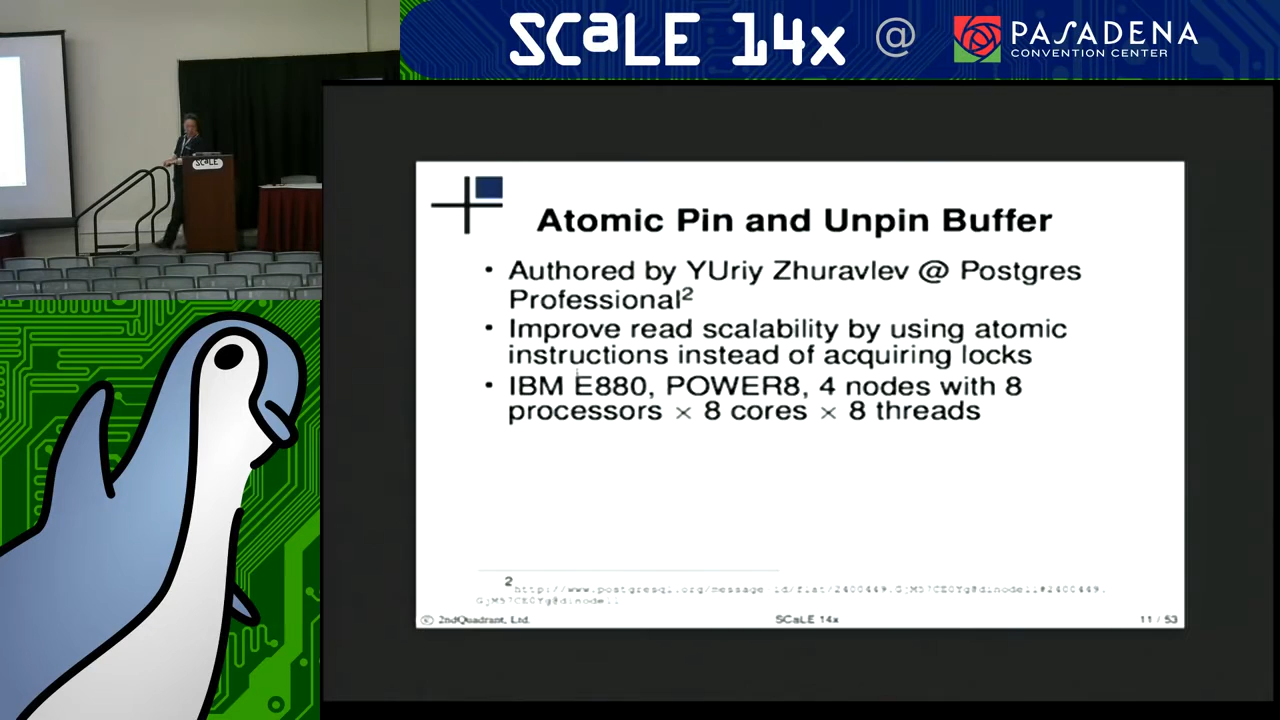 SCALE 14x @ PASADENA
CONVENTION CENTER
SCALE
Atomic Pin and Unpin Buffer
• Authored by YUriy Zhuravlev @ Postgres
Professional2
• Improve read scalability by using atomic
instructions instead of acquiring locks
• IBM E880, POWER8, 4 nodes with 8
processors × 8 cores × 8 threads
© 2ndQuadrant, Ltd.
SCaLE 14x
11 / 53